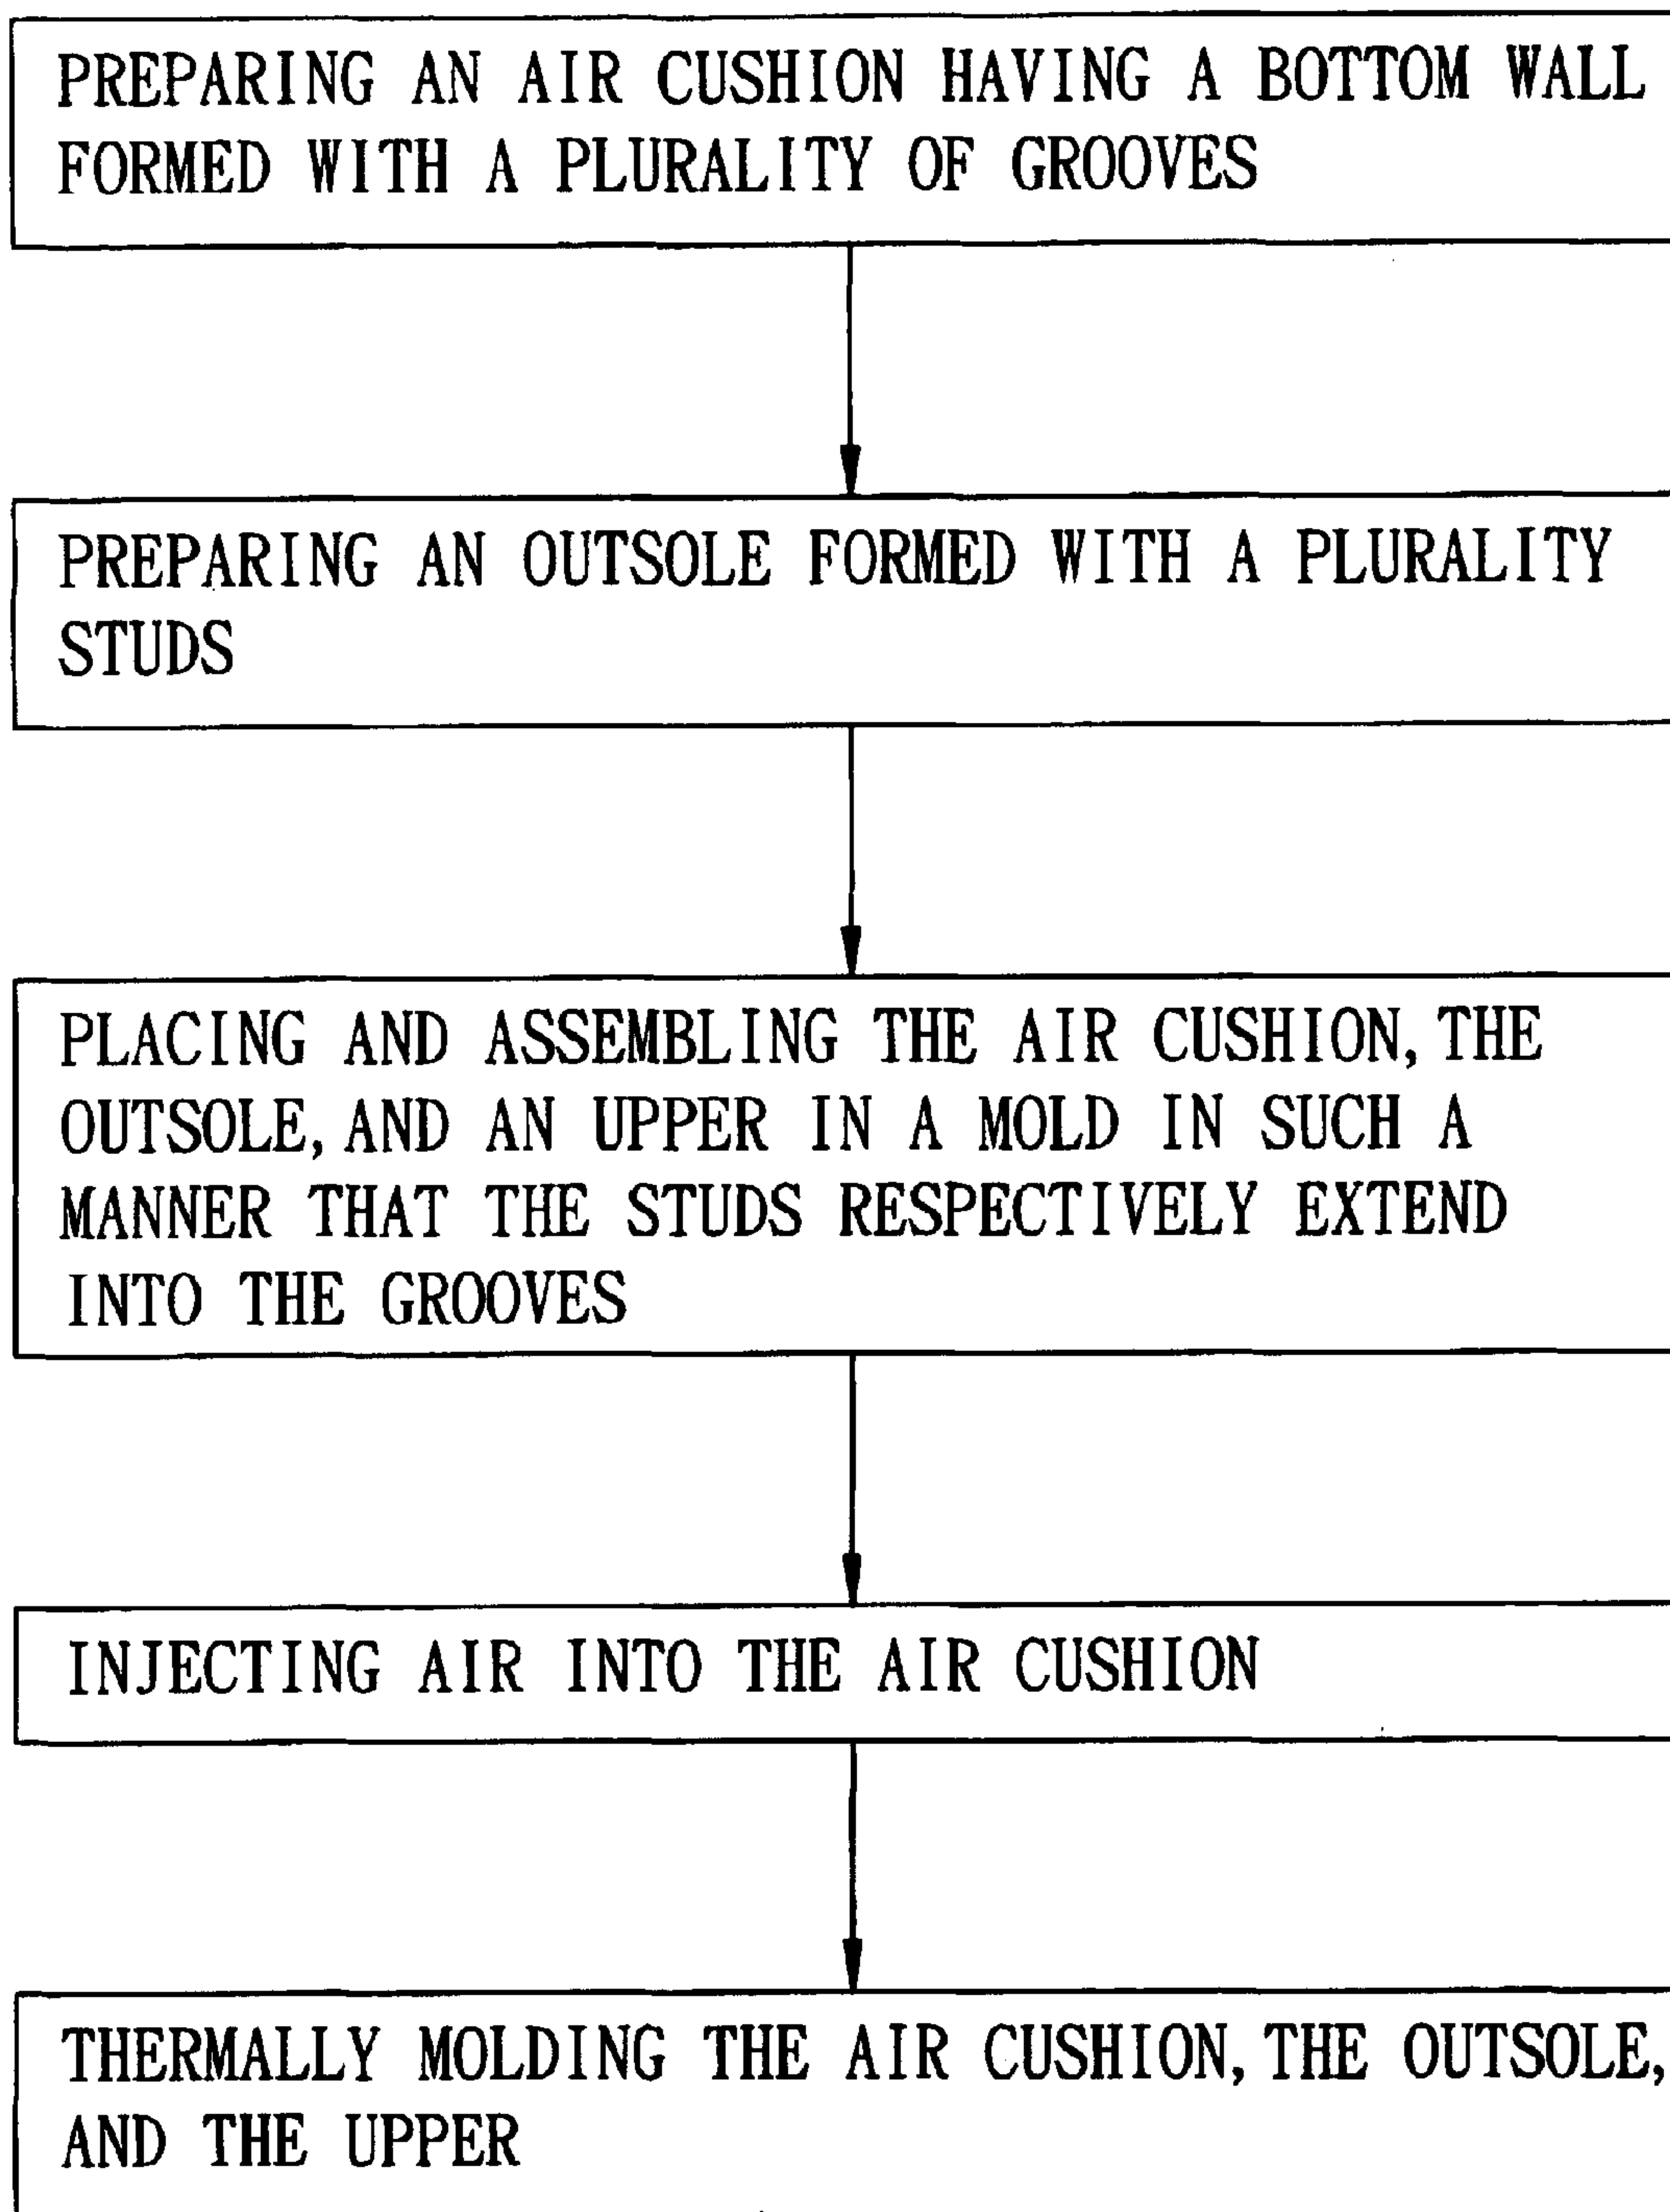 PREPARING AN AIR CUSHION HAVING A BOTTOM WALL
FORMED WITH A PLURALITY OF GROOVES
PREPARING AN OUTSOLE FORMED WITH A PLURALITY
STUDS
PLACING AND ASSEMBLING THE AIR CUSHION, THE
OUTSOLE, AND AN UPPER IN A MOLD IN SUCH A
MANNER THAT THE STUDS RESPECTIVELY EXTEND
INTO THE GROOVES
INJECTING AIR INTO THE AIR CUSHION
THERMALLY MOLDING THE AIR CUSHION, THE OUTSOLE,
AND THE UPPER